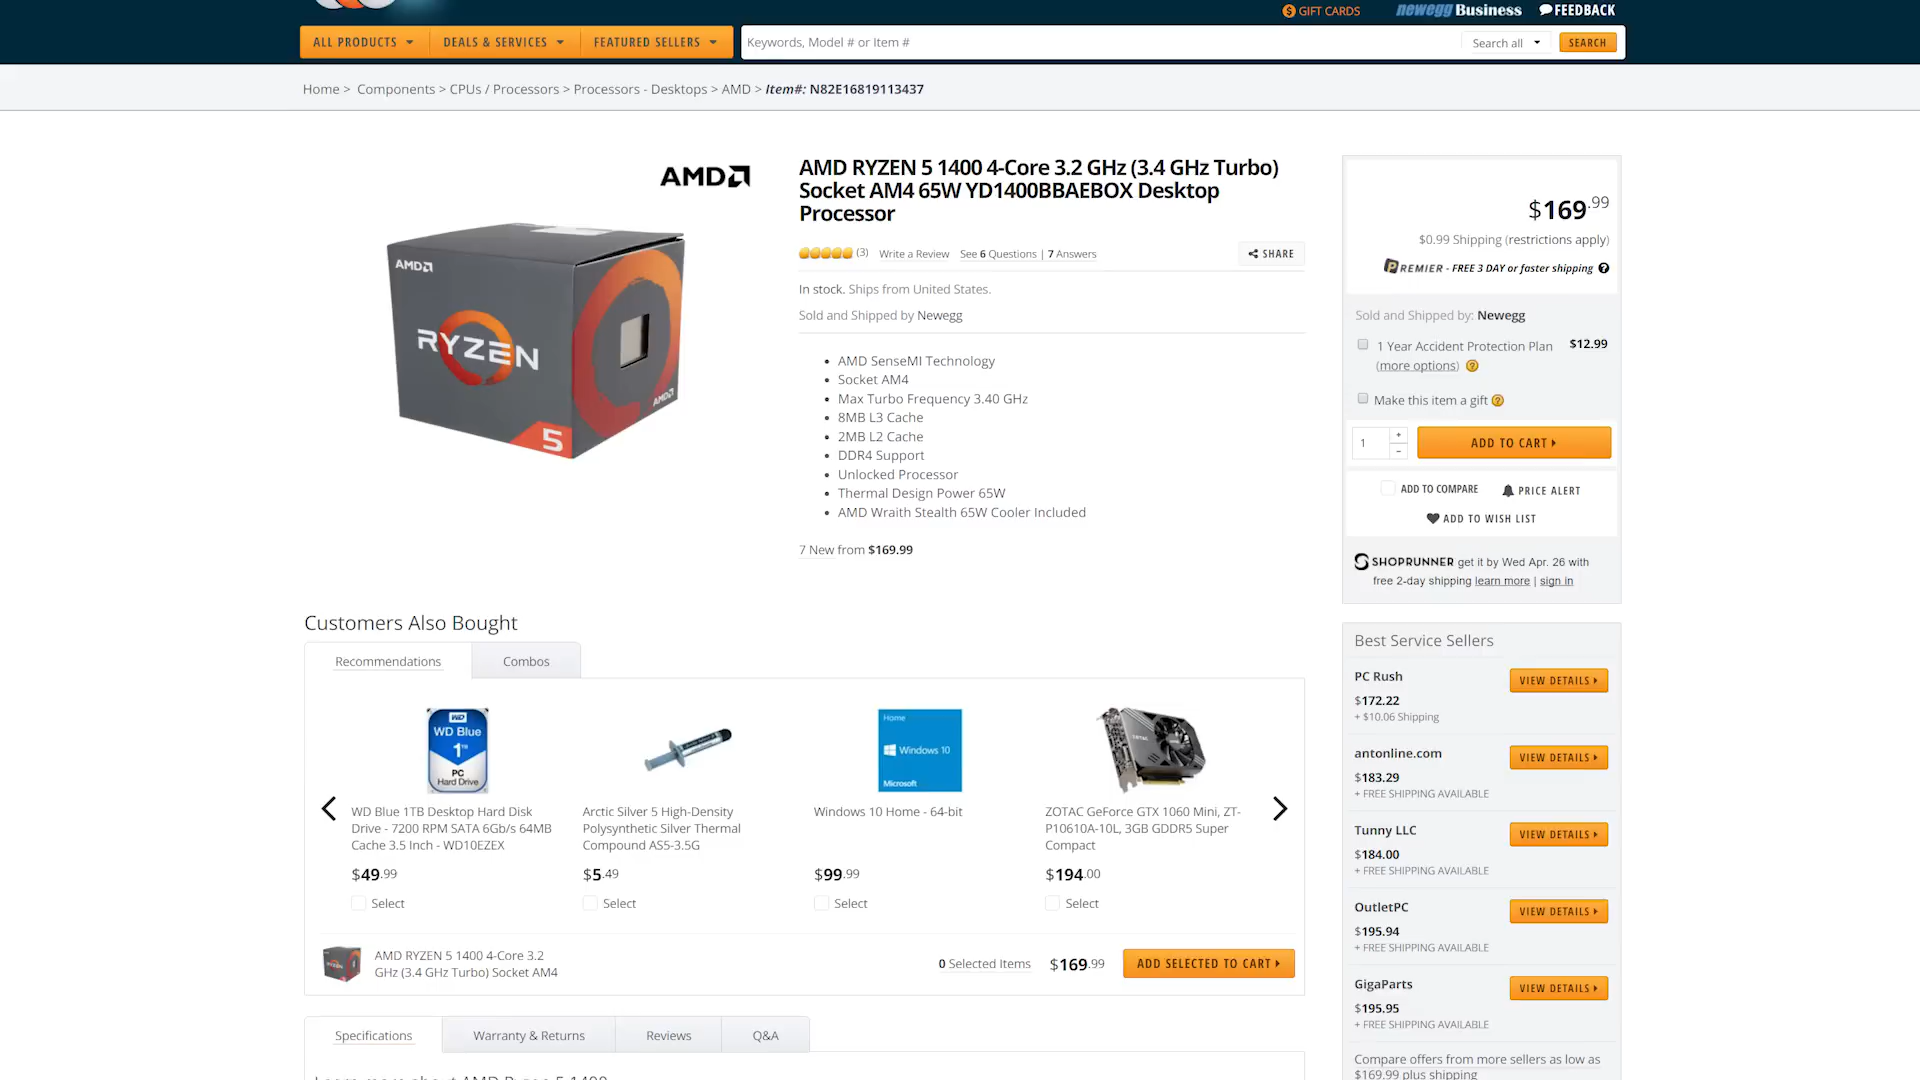 GIFT CARDS
newegg Business
FEEDBACK
ALL PRODUCTS
DEALS & SERVICES
FEATURED SELLERS
Keywords, Model # or Item #
Search all
SEARCH
Home > Components > CPUs / Processors > Processors - Desktops > AMD > Item#: N82E16819113437
AMD
AMD
RYZEN
AMD
5
AMD RYZEN 5 1400 4-Core 3.2 GHz (3.4 GHz Turbo)
Socket AM4 65W YD1400BBAEBOX Desktop
Processor
(3) Write a Review See 6 Questions | 7 Answers
SHARE
In stock. Ships from United States.
Sold and Shipped by Newegg
• AMD SenseMI Technology
• Socket AM4
• Max Turbo Frequency 3.40 GHz
• 8MB L3 Cache
• 2MB L2 Cache
• DDR4 Support
• Unlocked Processor
• Thermal Design Power 65W
• AMD Wraith Stealth 65W Cooler Included
7 New from $169.99
$169.99
$0.99 Shipping (restrictions apply)
PREMIER - FREE 3 DAY or faster shipping ?
Sold and Shipped by: Newegg
1 Year Accident Protection Plan $12.99
(more options) ?
Make this item a gift ?
1 + -
ADD TO CART
ADD TO COMPARE
PRICE ALERT
ADD TO WISH LIST
SHOPRUNNER get it by Wed Apr. 26 with
free 2-day shipping learn more | sign in
Customers Also Bought
Recommendations
Combos
WD
WD Blue
1TB
PC
Hard Drive
Home
Windows 10
Microsoft
ZOTAC
WD Blue 1TB Desktop Hard Disk
Drive - 7200 RPM SATA 6Gb/s 64MB
Cache 3.5 Inch - WD10EZEX
$49.99
Select
Arctic Silver 5 High-Density
Polysynthetic Silver Thermal
Compound AS5-3.5G
$5.49
Select
Windows 10 Home - 64-bit
$99.99
Select
ZOTAC GeForce GTX 1060 Mini, ZT-
P10610A-10L, 3GB GDDR5 Super
Compact
$194.00
Select
RYZEN
AMD RYZEN 5 1400 4-Core 3.2
GHz (3.4 GHz Turbo) Socket AM4
0 Selected Items
$169.99
ADD SELECTED TO CART
Best Service Sellers
PC Rush
$172.22
+ $10.06 Shipping
VIEW DETAILS
antonline.com
$183.29
+ FREE SHIPPING AVAILABLE
VIEW DETAILS
Tunny LLC
$184.00
+ FREE SHIPPING AVAILABLE
VIEW DETAILS
OutletPC
$195.94
+ FREE SHIPPING AVAILABLE
VIEW DETAILS
GigaParts
$195.95
+ FREE SHIPPING AVAILABLE
VIEW DETAILS
Compare offers from more sellers as low as
$169.99 plus shipping
Specifications
Warranty & Returns
Reviews
Q&A
Learn more about AMD Ryzen 5 1400